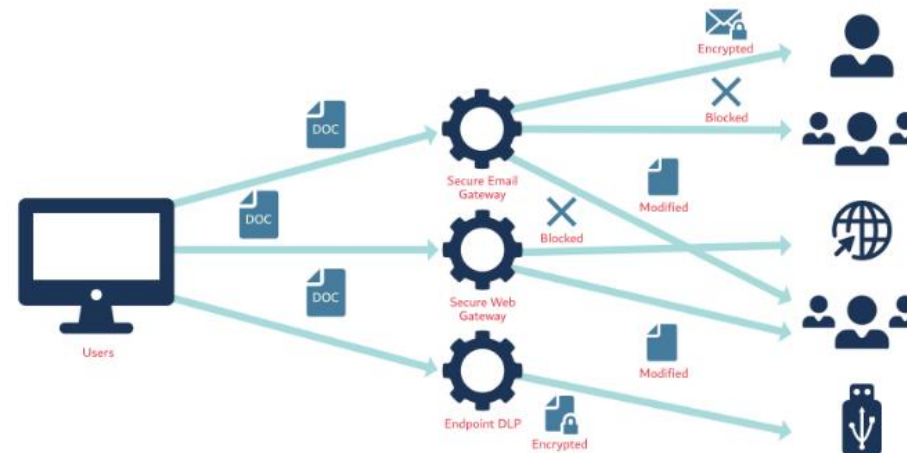 Encrypted
Blocked
DOC
Secure Email
Gateway
Modified
DOC
Blocked
DOC
Secure Web
Gateway
Users
Modified
Endpoint DLP
Encrypted